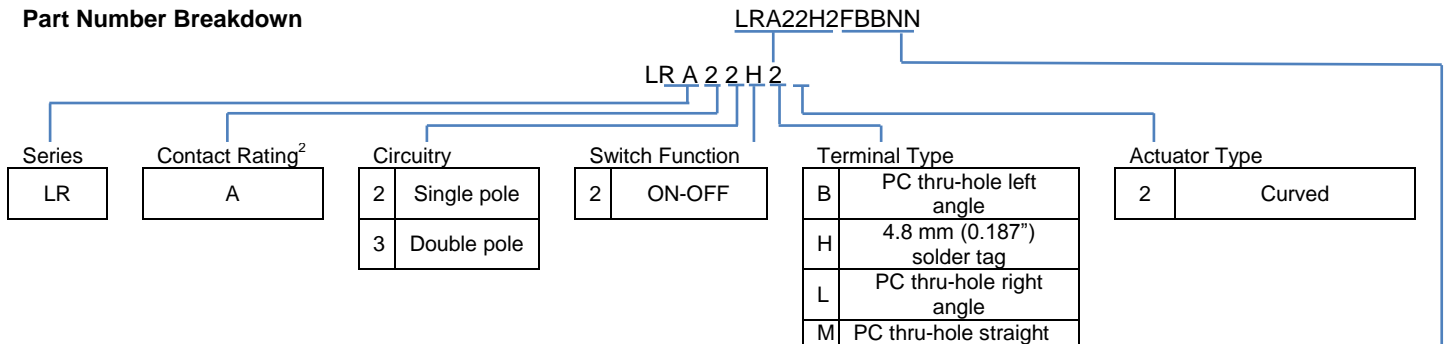 Part Number Breakdown
LRA22H2FBBNN
LR A 2 2 H 2
Series
Contact Rating2
Circuitry
Switch Function
Terminal Type
Actuator Type
LR
A
2 Single pole
3 Double pole
2 ON-OFF
B PC thru-hole left
angle
H 4.8 mm (0.187”)
solder tag
L PC thru-hole right
angle
M PC thru-hole straight
2 Curved